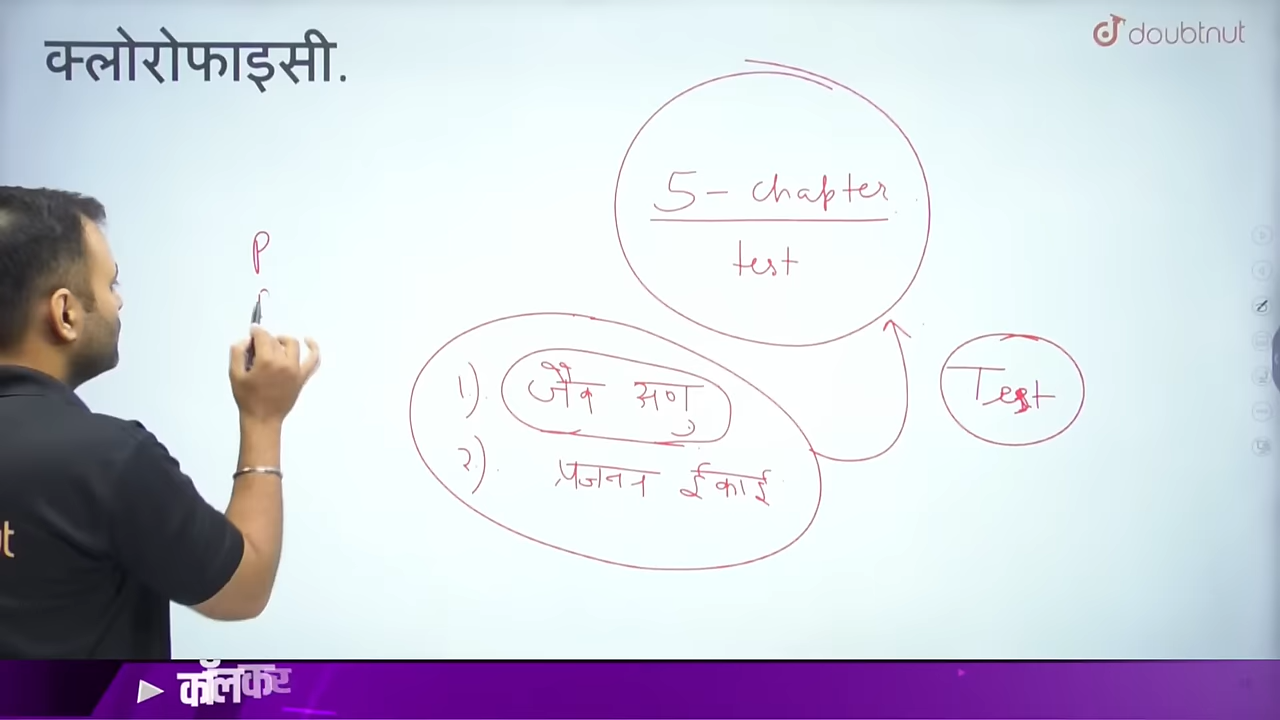 क्लोरोफाइसी.
doubtnut
5 - chapter
test
P
1). जैव अणु
2). प्रजनन ईकाई
Test
कॉलकर